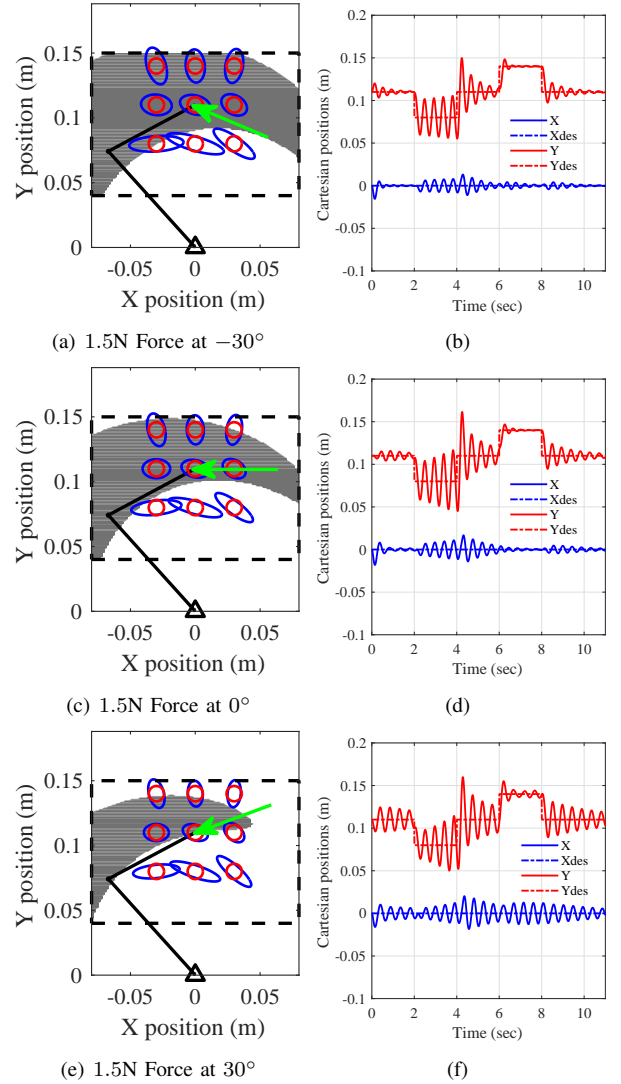 0.15
0.1
0.05
0
Y position (m)
-0.05 0 0.05
X position (m)
(a) 1.5N Force at −30°
0.2
0.15
0.1
0.05
0
-0.05
-0.1
Cartesian positions (m)
X
Xdes
Y
Ydes
0 2 4 6 8 10
Time (sec)
(b)
0.15
0.1
0.05
0
Y position (m)
-0.05 0 0.05
X position (m)
(c) 1.5N Force at 0°
0.2
0.15
0.1
0.05
0
-0.05
-0.1
Cartesian positions (m)
X
Xdes
Y
Ydes
0 2 4 6 8 10
Time (sec)
(d)
0.15
0.1
0.05
0
Y position (m)
-0.05 0 0.05
X position (m)
(e) 1.5N Force at 30°
0.2
0.15
0.1
0.05
0
-0.05
-0.1
Cartesian positions (m)
X
Xdes
Y
Ydes
0 2 4 6 8 10
Time (sec)
(f)